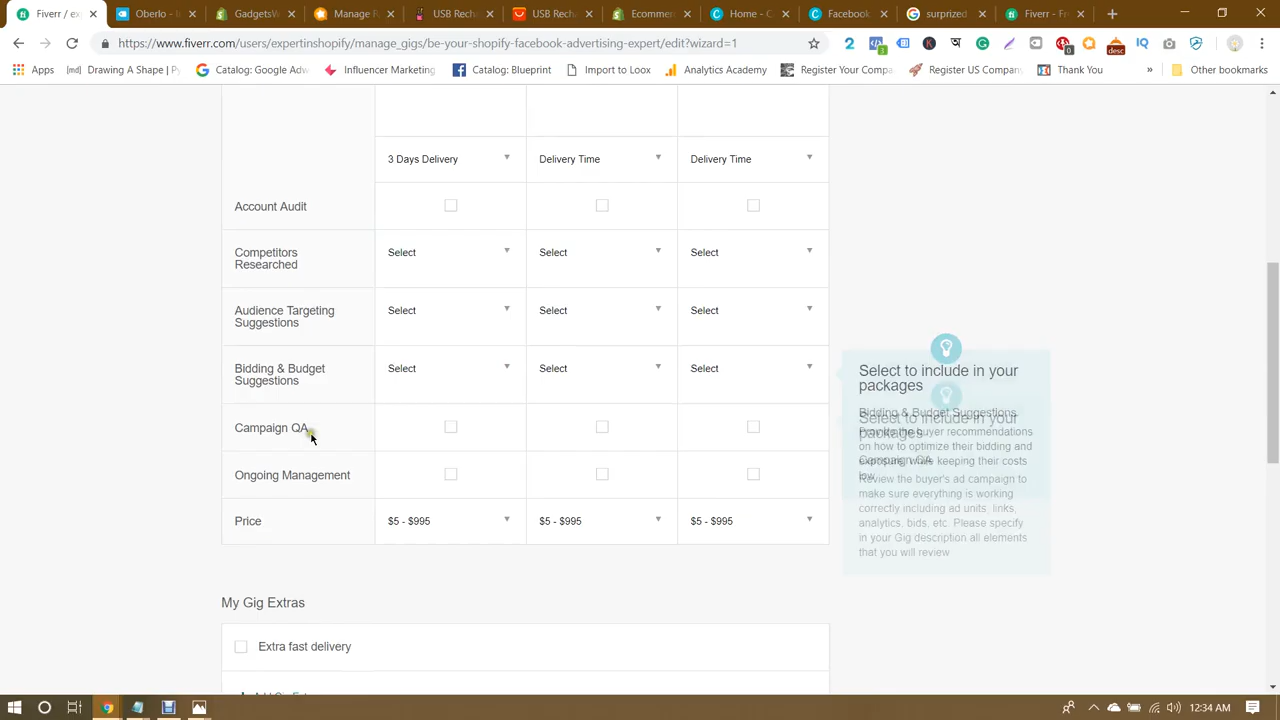 Fiverr / ex
Oberlo - In
GadgetsW
Manage R
USB Rech
USB Rech
Ecommer
Home - C
Facebook
surprized
Fiverr - Fr
https://www.fiverr.com/users/expertinshopify/manage_gigs/be-your-shopify-facebook-advertising-expert/edit?wizard=1
Apps
Drawing A Shape | Py
Catalog: Google Adw
Influencer Marketing
Catalog: Blueprint
Import to Loox
Analytics Academy
Register Your Compa
Register US Company
Thank You
Other bookmarks
3 Days Delivery
Delivery Time
Delivery Time
Account Audit
Competitors
Researched
Select
Select
Select
Audience Targeting
Suggestions
Select
Select
Select
Bidding & Budget
Suggestions
Select
Select
Select
Campaign QA
Ongoing Management
Price
$5 - $995
$5 - $995
$5 - $995
Select to include in your
packages
Bidding & Budget Suggestions
Select to include in your
packages
Provide the buyer recommendations
on how to optimize their bidding and
exposure, while keeping their costs
low
Campaign QA
Review the buyer's ad campaign to
make sure everything is working
correctly including ad units, links,
analytics, bids, etc. Please specify
in your Gig description all elements
that you will review
My Gig Extras
Extra fast delivery
12:34 AM